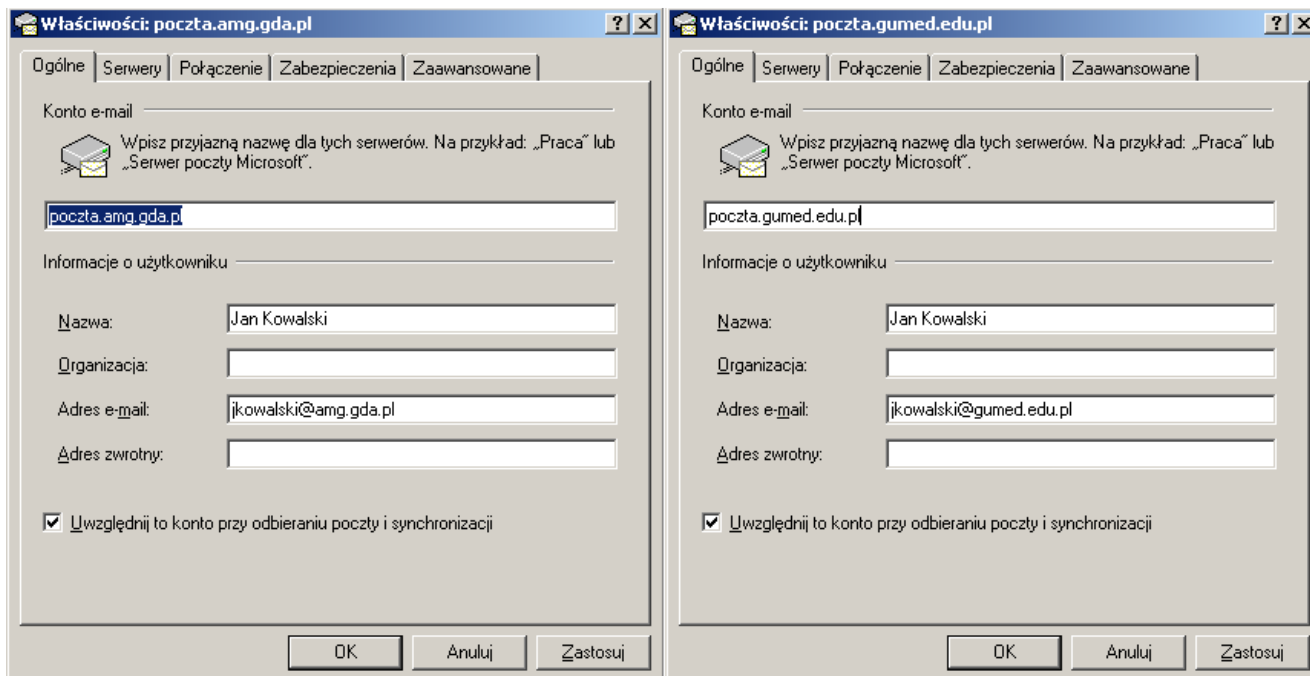 Właściwości: poczta.amg.gda.pl
Ogólne Serwery Połączenie Zabezpieczenia Zaawansowane
Konto e-mail
Wpisz przyjazną nazwę dla tych serwerów. Na przykład: „Praca” lub
„Serwer poczty Microsoft”.
poczta.amg.gda.pl
Informacje o użytkowniku
Nazwa: Jan Kowalski
Organizacja:
Adres e-mail: jkowalski@amg.gda.pl
Adres zwrotny:
Uwzględnij to konto przy odbieraniu poczty i synchronizacji
OK Anuluj Zastosuj
Właściwości: poczta.gumed.edu.pl
Ogólne Serwery Połączenie Zabezpieczenia Zaawansowane
Konto e-mail
Wpisz przyjazną nazwę dla tych serwerów. Na przykład: „Praca” lub
„Serwer poczty Microsoft”.
poczta.gumed.edu.pl
Informacje o użytkowniku
Nazwa: Jan Kowalski
Organizacja:
Adres e-mail: jkowalski@gumed.edu.pl
Adres zwrotny:
Uwzględnij to konto przy odbieraniu poczty i synchronizacji
OK Anuluj Zastosuj